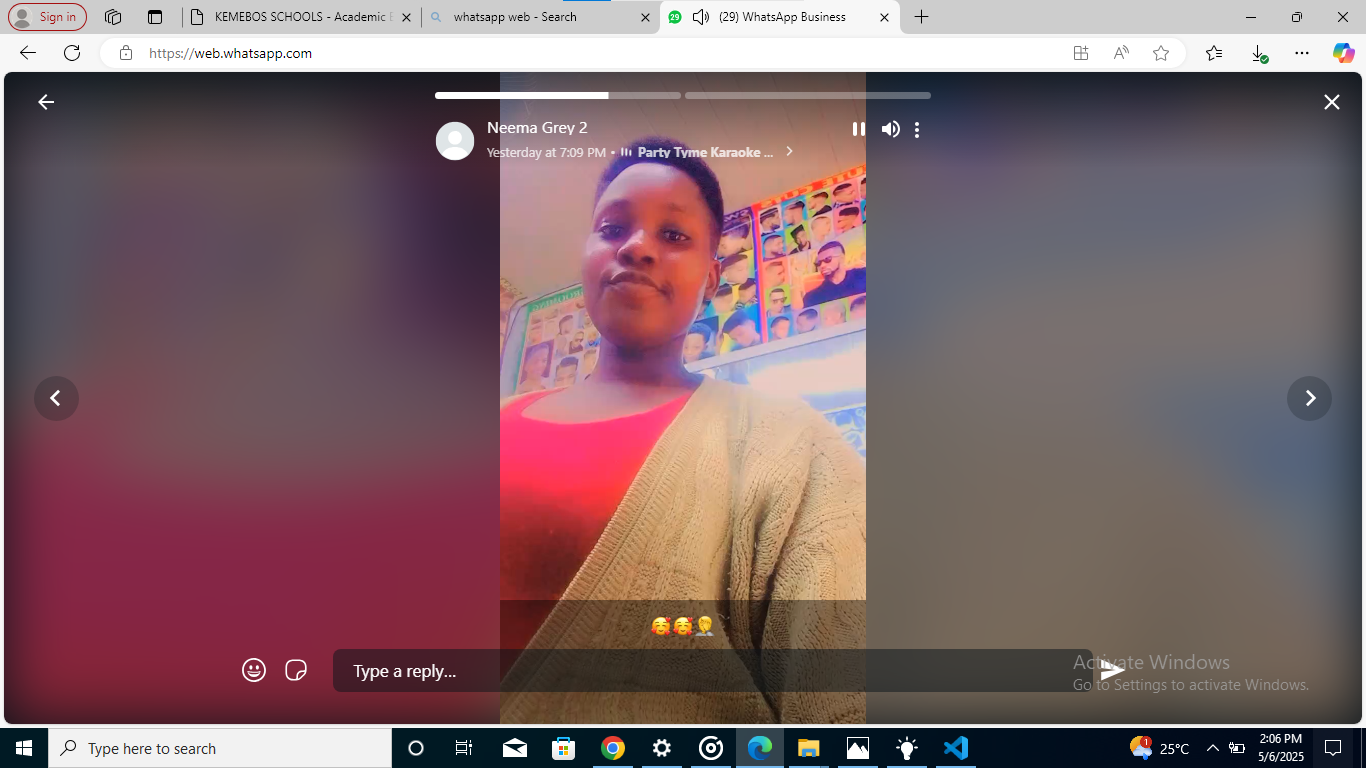 Sign in
KEMEBOS SCHOOLS - Academic E
whatsapp web - Search
29
(29) WhatsApp Business
https://web.whatsapp.com
Neema Grey 2
Yesterday at 7:09 PM • Party Tyme Karaoke ...
🥰🥰🤦
Type a reply...
Activate Windows
Go to Settings to activate Windows.
Type here to search
1
25°C
2:06 PM
5/6/2025